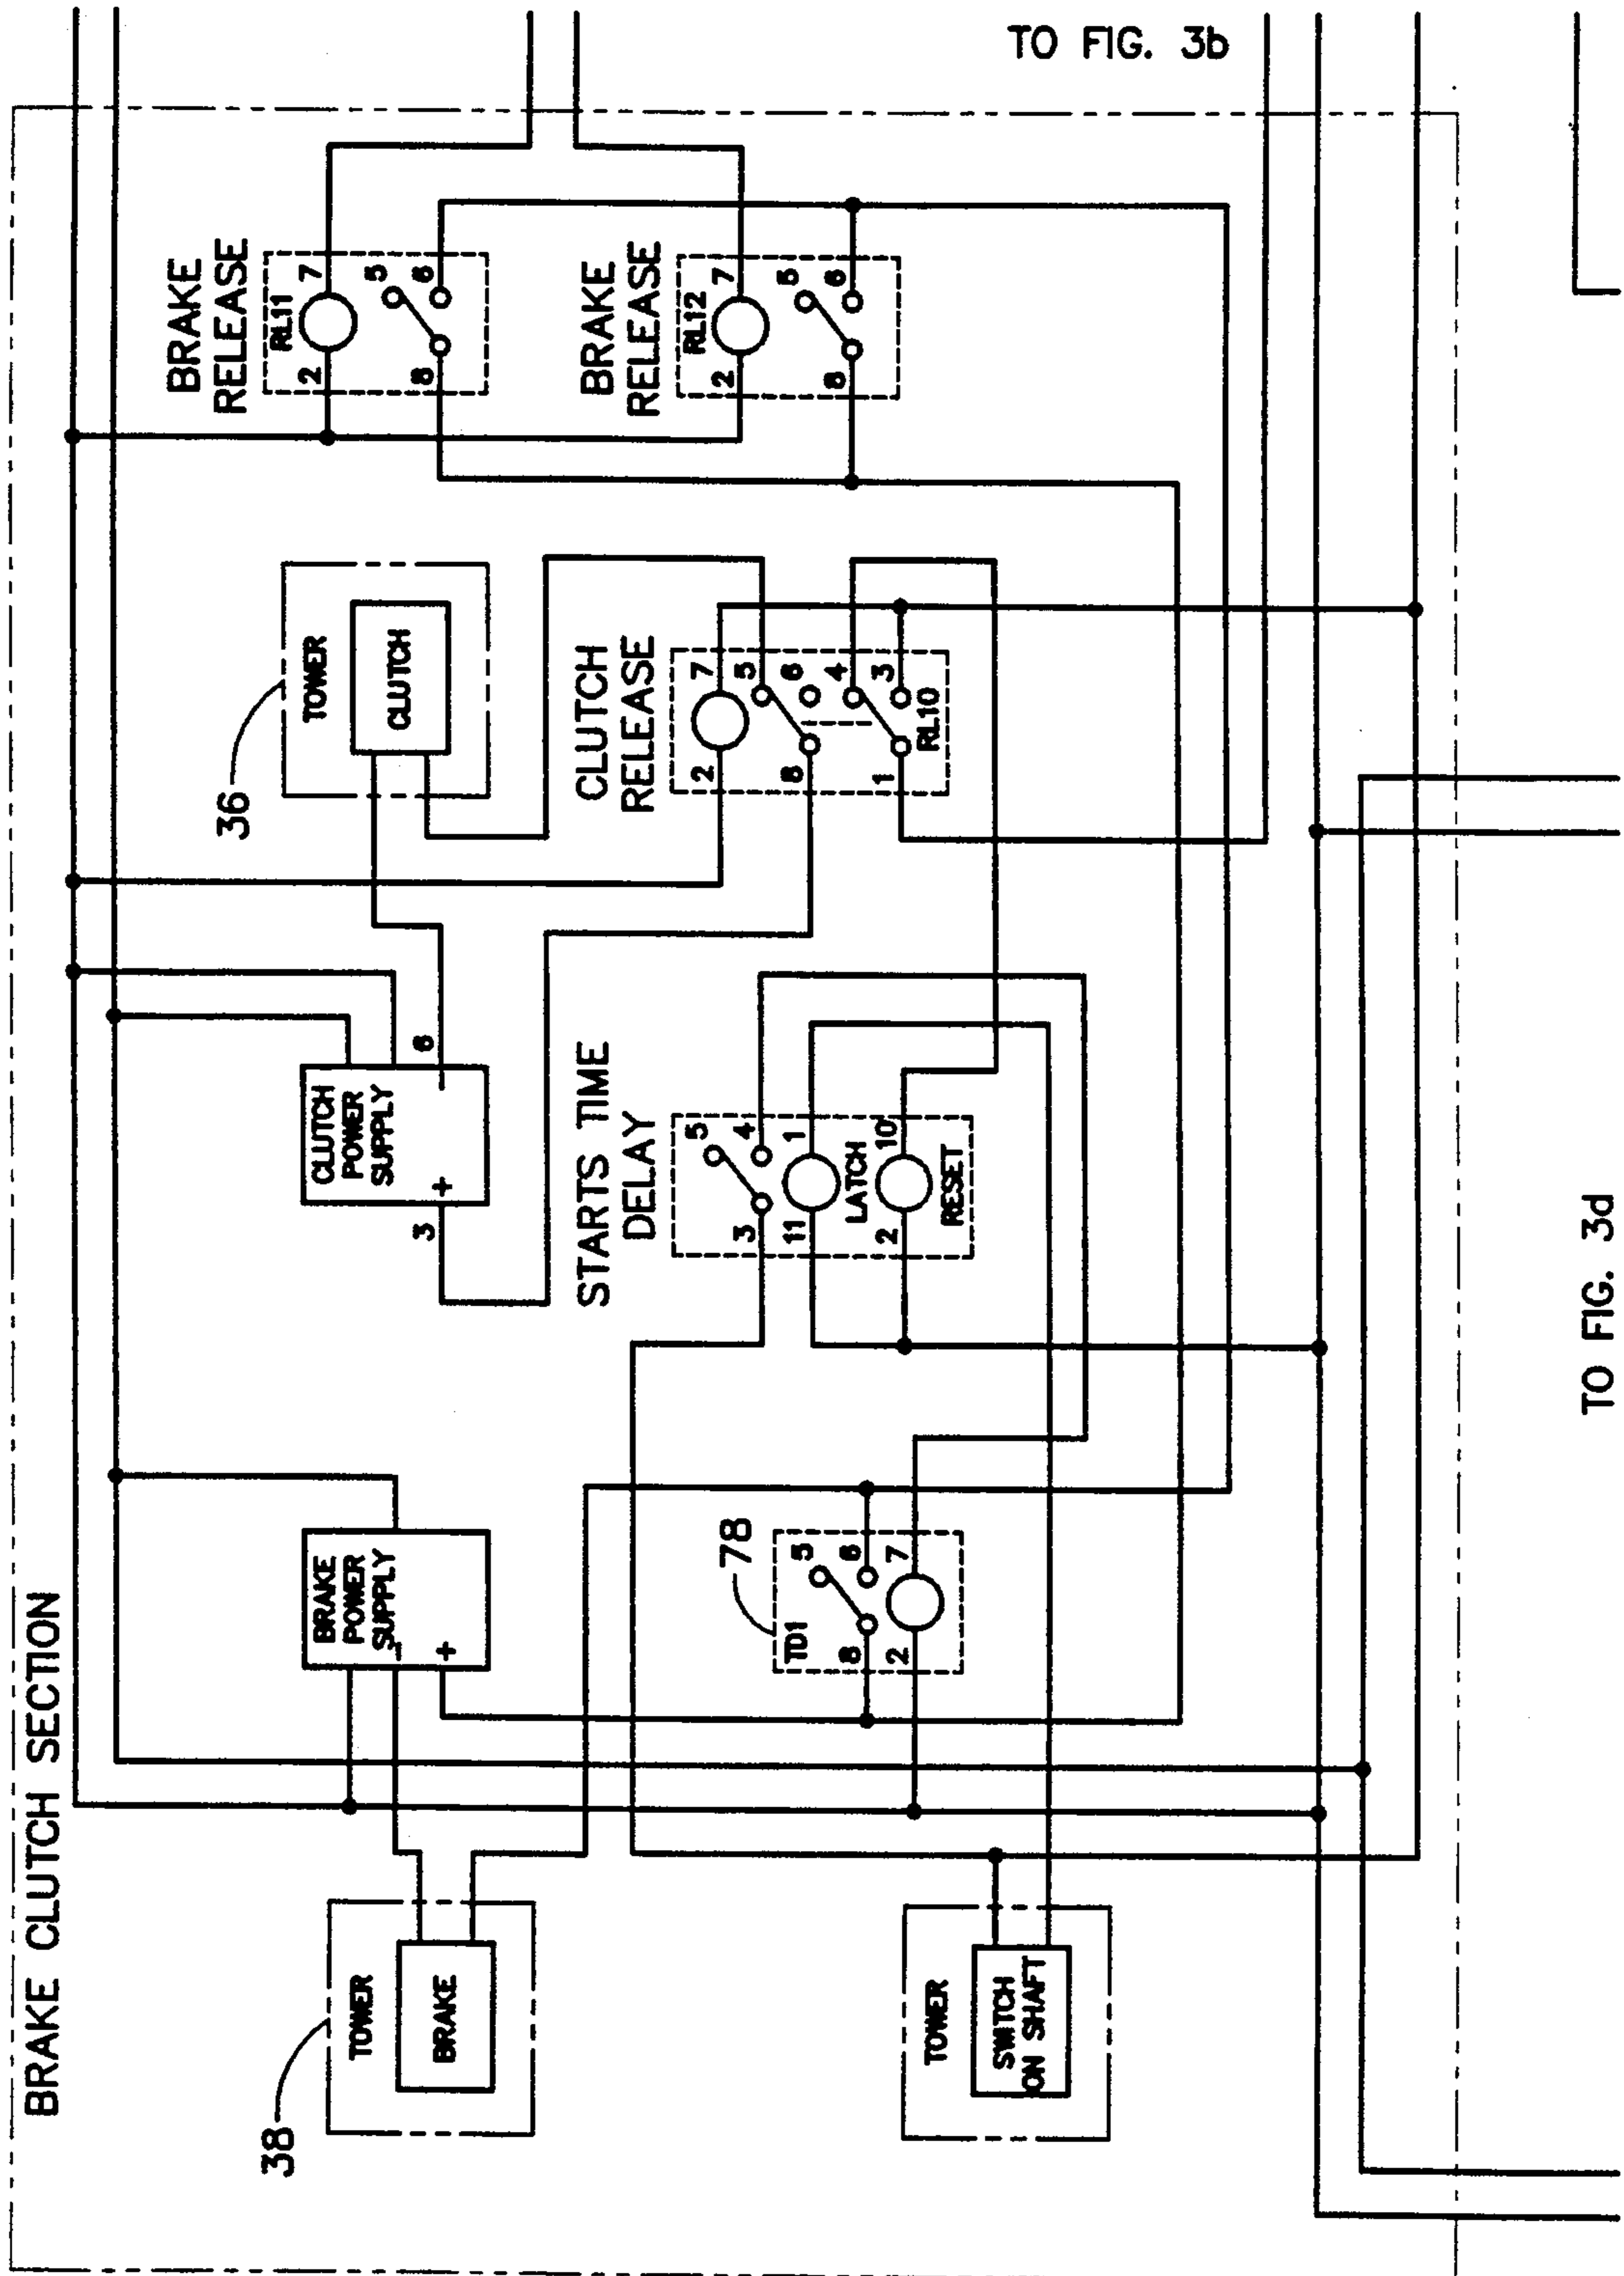 BRAKE CLUTCH SECTION
38
TOWER
BRAKE
TOWER
SWITCH
ON SHAFT
BRAKE
POWER
SUPPLY
-
+
78
TD1
5
8
6
2
7
CLUTCH
POWER
SUPPLY
3
+
-
6
STARTS TIME
DELAY
5
3
4
11
1
LATCH
2
10
RESET
36
TOWER
CLUTCH
CLUTCH
RELEASE
2
7
5
8
6
4
1
3
RL10
BRAKE
RELEASE
RL11
2
7
5
8
6
BRAKE
RELEASE
RL12
2
7
5
8
6
TO FIG. 3b
TO FIG. 3d